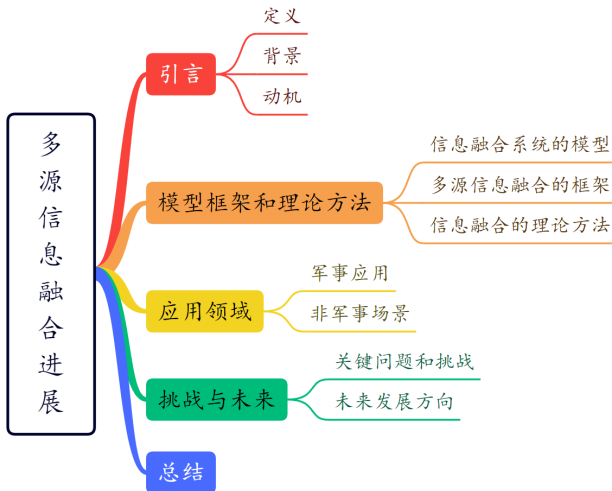 多源信息融合进展
引言
定义
背景
动机
模型框架和理论方法
信息融合系统的模型
多源信息融合的框架
信息融合的理论方法
应用领域
军事应用
非军事场景
挑战与未来
关键问题和挑战
未来发展方向
总结